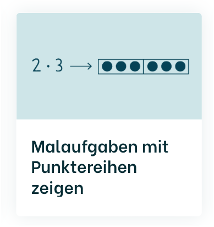 2 · 3 →
Malaufgaben mit
Punktereihen
zeigen